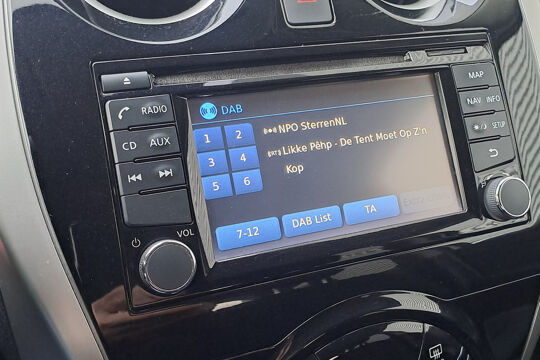 MAP
RADIO
NAV INFO
CD AUX
SETUP
VOL
DAB
1 2
3 4
5 6
NPO SterrenNL
Likke Pêhp - De Tent Moet Op Z'n
Kop
7-12 DAB List TA